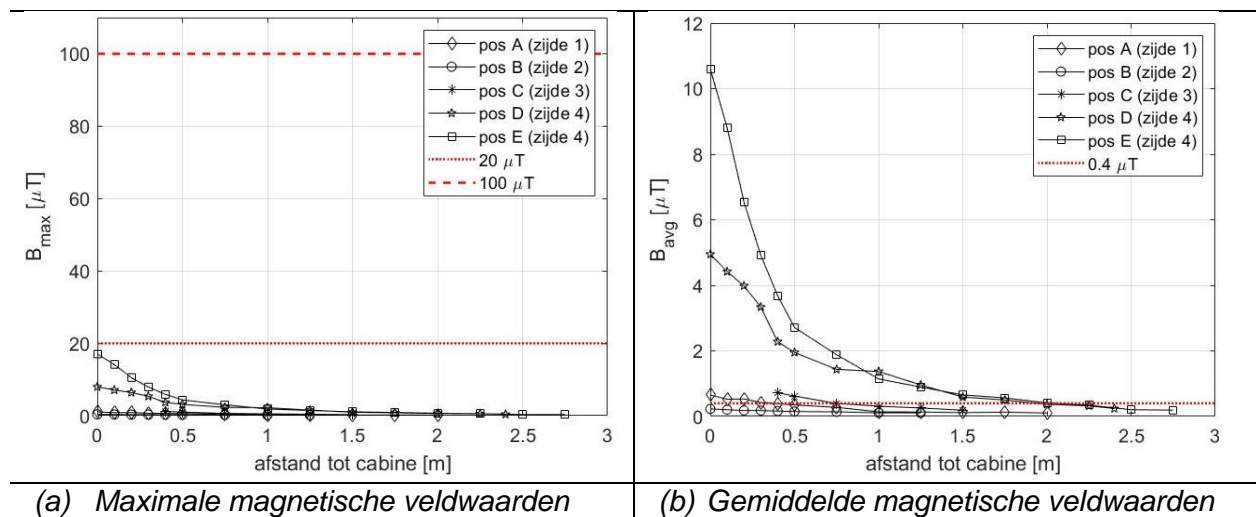 100
80
60
40
20
0
0
0.5
1
1.5
2
2.5
3
B_max [μT]
afstand tot cabine [m]
pos A (zijde 1)
pos B (zijde 2)
pos C (zijde 3)
pos D (zijde 4)
pos E (zijde 4)
20 μT
100 μT
(a) Maximale magnetische veldwaarden
12
10
8
6
4
2
0
0
0.5
1
1.5
2
2.5
3
B_avg [μT]
afstand tot cabine [m]
pos A (zijde 1)
pos B (zijde 2)
pos C (zijde 3)
pos D (zijde 4)
pos E (zijde 4)
0.4 μT
(b) Gemiddelde magnetische veldwaarden